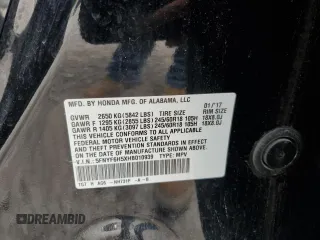 MFD. BY HONDA MFG. OF ALABAMA, LLC
01/'17
GVWR 2650 KG (5842 LBS) TIRE SIZE RIM SIZE
GAWR F 1295 KG (2855 LBS) 245/60R18 105H 18X8.0J
GAWR R 1405 KG (3097 LBS) 245/60R18 105H 18X8.0J
THIS VEHICLE CONFORMS TO ALL APPLICABLE
FEDERAL MOTOR VEHICLE SAFETY AND THEFT
PREVENTION STANDARDS IN EFFECT ON THE DATE
OF MANUFACTURE SHOWN ABOVE.
V.I.N.: 5FNYF6H5XHB010939 TYPE: MPV